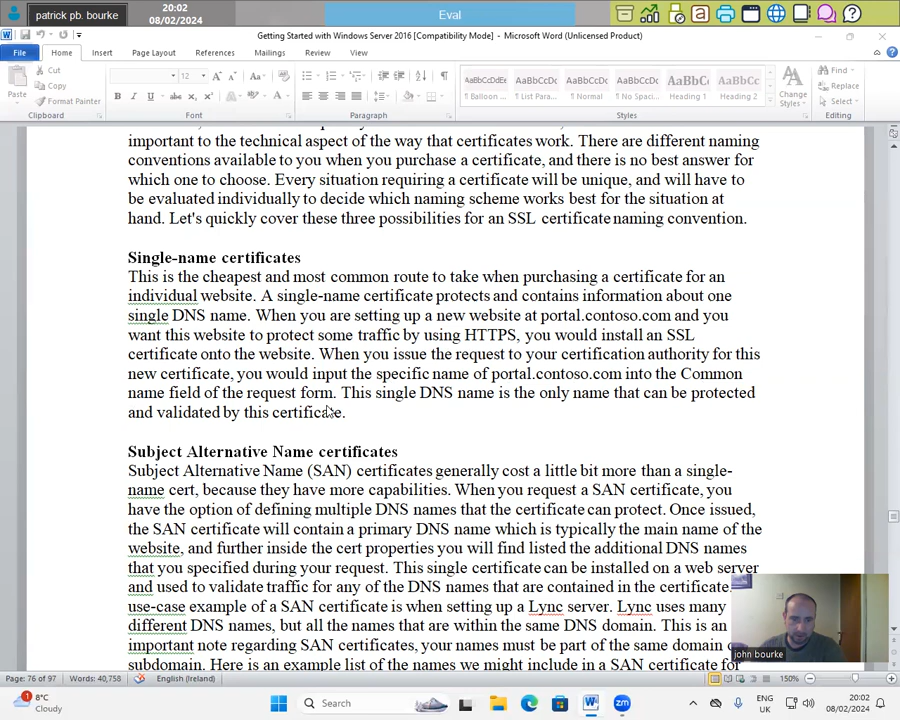 patrick pb. bourke
20:02
08/02/2024
Eval
Getting Started with Windows Server 2016 [Compatibility Mode] - Microsoft Word (Unlicensed Product)
File Home Insert Page Layout References Mailings Review View
Paste
Cut
Copy
Format Painter
Clipboard
12
B I U abc
Font
Paragraph
AaBbCcDdEe AaBbCcDc AaBbCcDc AaBbCcDc AaBbCc AaBbCc
¶ Balloon ... ¶ List Para... ¶ Normal ¶ No Spaci... Heading 1 Heading 2
Change
Styles
Styles
Find
Replace
Select
Editing
important to the technical aspect of the way that certificates work. There are different naming
conventions available to you when you purchase a certificate, and there is no best answer for
which one to choose. Every situation requiring a certificate will be unique, and will have to
be evaluated individually to decide which naming scheme works best for the situation at
hand. Let's quickly cover these three possibilities for an SSL certificate naming convention.
Single-name certificates
This is the cheapest and most common route to take when purchasing a certificate for an
individual website. A single-name certificate protects and contains information about one
single DNS name. When you are setting up a new website at portal.contoso.com and you
want this website to protect some traffic by using HTTPS, you would install an SSL
certificate onto the website. When you issue the request to your certification authority for this
new certificate, you would input the specific name of portal.contoso.com into the Common
name field of the request form. This single DNS name is the only name that can be protected
and validated by this certificate.
Subject Alternative Name certificates
Subject Alternative Name (SAN) certificates generally cost a little bit more than a single-
name cert, because they have more capabilities. When you request a SAN certificate, you
have the option of defining multiple DNS names that the certificate can protect. Once issued,
the SAN certificate will contain a primary DNS name which is typically the main name of the
website, and further inside the cert properties you will find listed the additional DNS names
that you specified during your request. This single certificate can be installed on a web server
and used to validate traffic for any of the DNS names that are contained in the certificate.
use-case example of a SAN certificate is when setting up a Lync server. Lync uses many
different DNS names, but all the names that are within the same DNS domain. This is an
important note regarding SAN certificates, your names must be part of the same domain
subdomain. Here is an example list of the names we might include in a SAN certificate for
john bourke
Page: 76 of 97 Words: 40,758 English (Ireland) 150%
8°C
Cloudy
Search
ENG
UK
20:02
08/02/2024